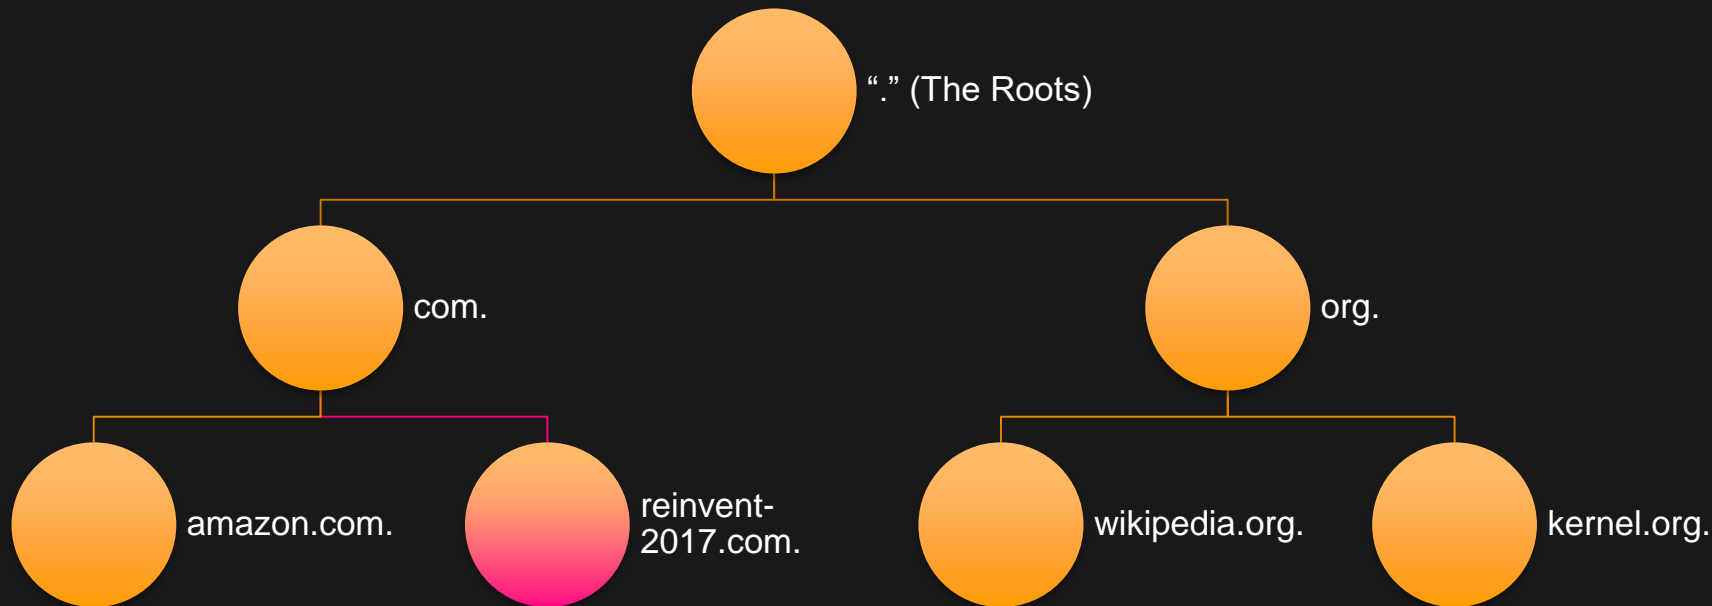 “.” (The Roots)
com.
org.
amazon.com.
reinvent-
2017.com.
wikipedia.org.
kernel.org.